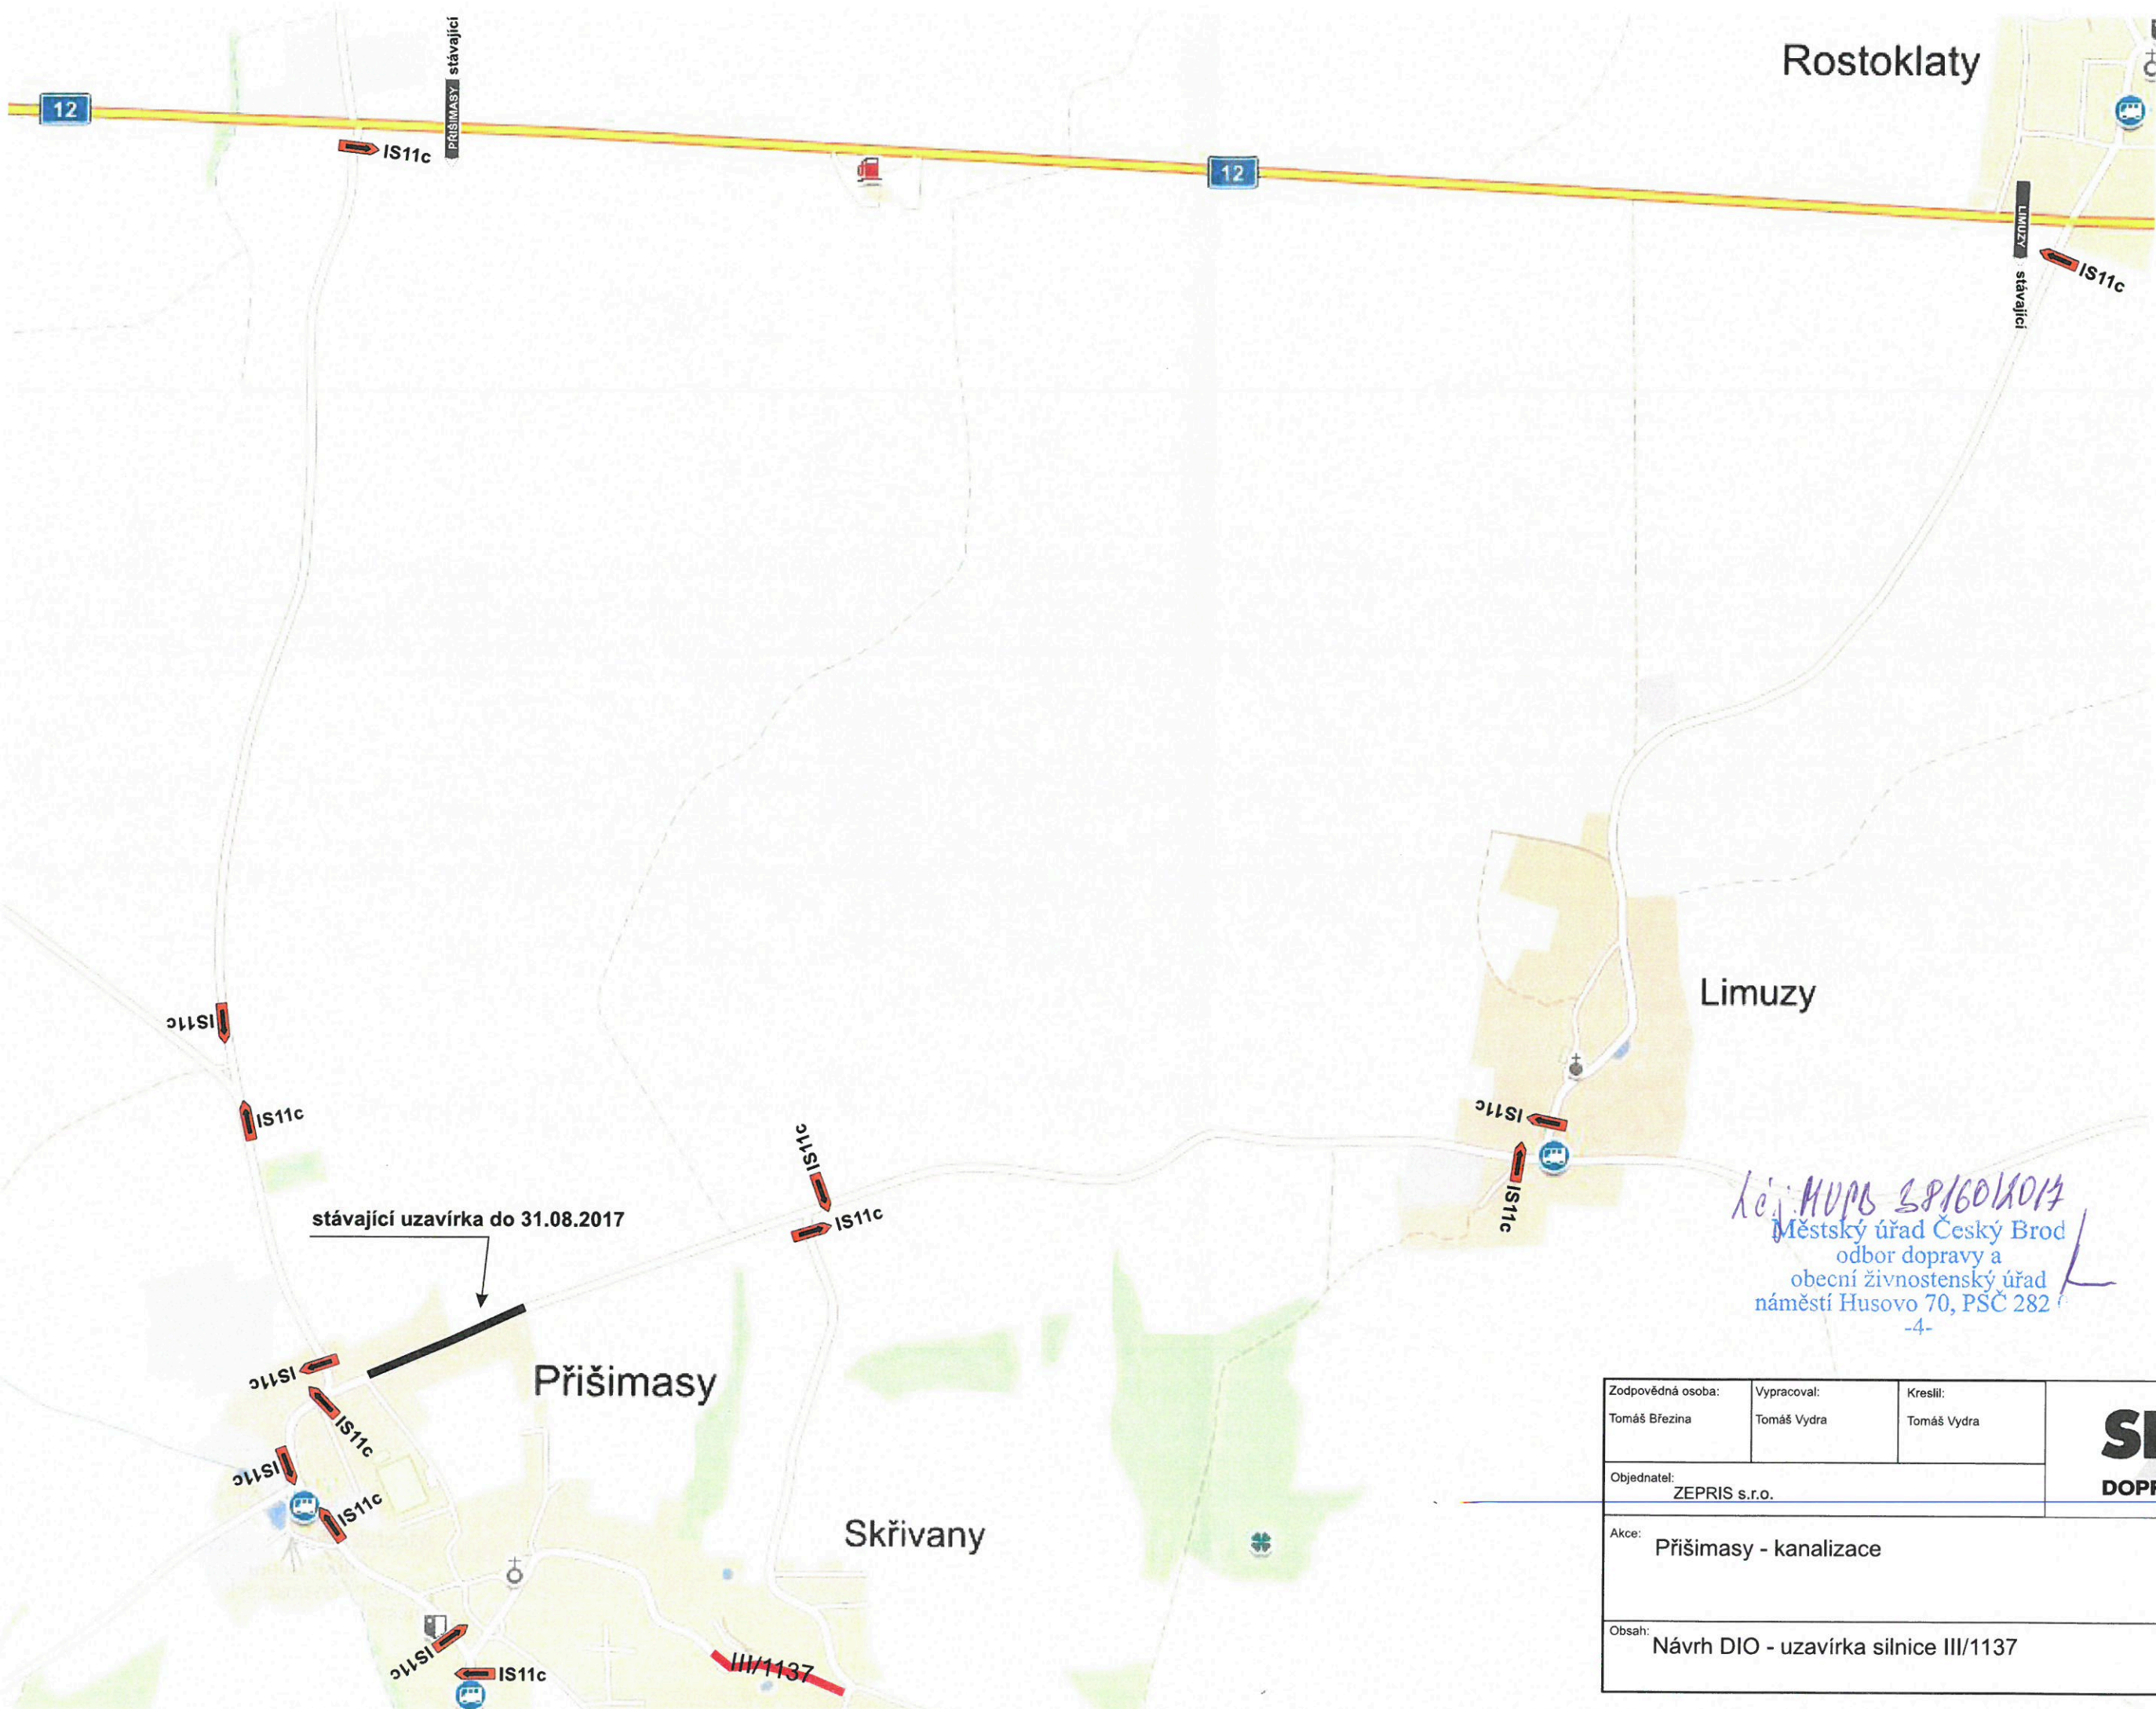 Rostoklaty
stávající
PŘIŠIMASY
12
IS11c
12
LIMUZY
stávající
IS11c
Limuzy
IS11c
IS11c
IS11c
IS11c
IS11c
IS11c
stávající uzavírka do 31.08.2017
Městský úřad Český Brod
odbor dopravy a
obecní živnostenský úřad
náměstí Husovo 70, PSČ 282
-4-
Přišimasy
IS11c
IS11c
IS11c
IS11c
Skřivany
IS11c
IS11c
III/1137
Zodpovědná osoba:
Tomáš Březina
Vypracoval:
Tomáš Vydra
Kreslil:
Tomáš Vydra
DOPR
Objednatel:
ZEPRIS s.r.o.
Akce:
Přišimasy - kanalizace
Obsah:
Návrh DIO - uzavírka silnice III/1137